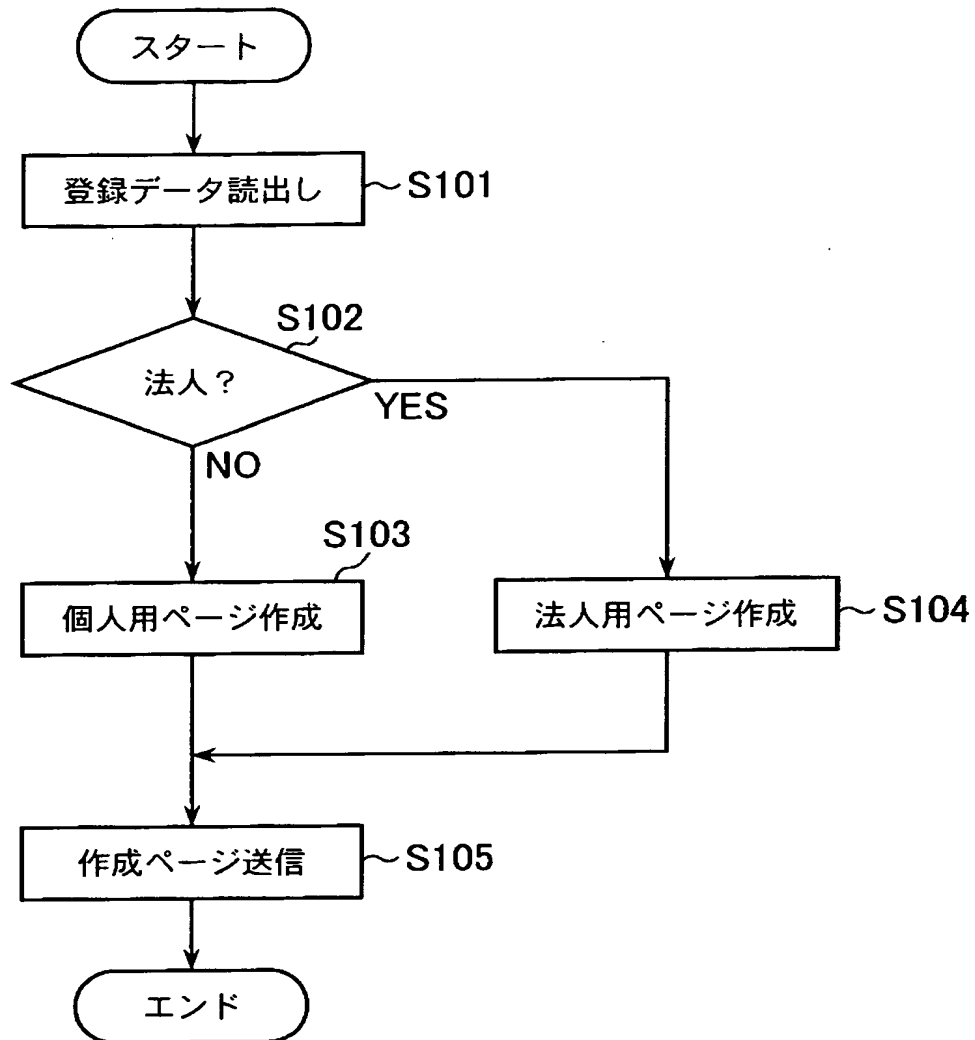 スタート
登録データ読出し
S101
S102
法人?
YES
NO
S103
個人用ページ作成
法人用ページ作成
S104
作成ページ送信
S105
エンド